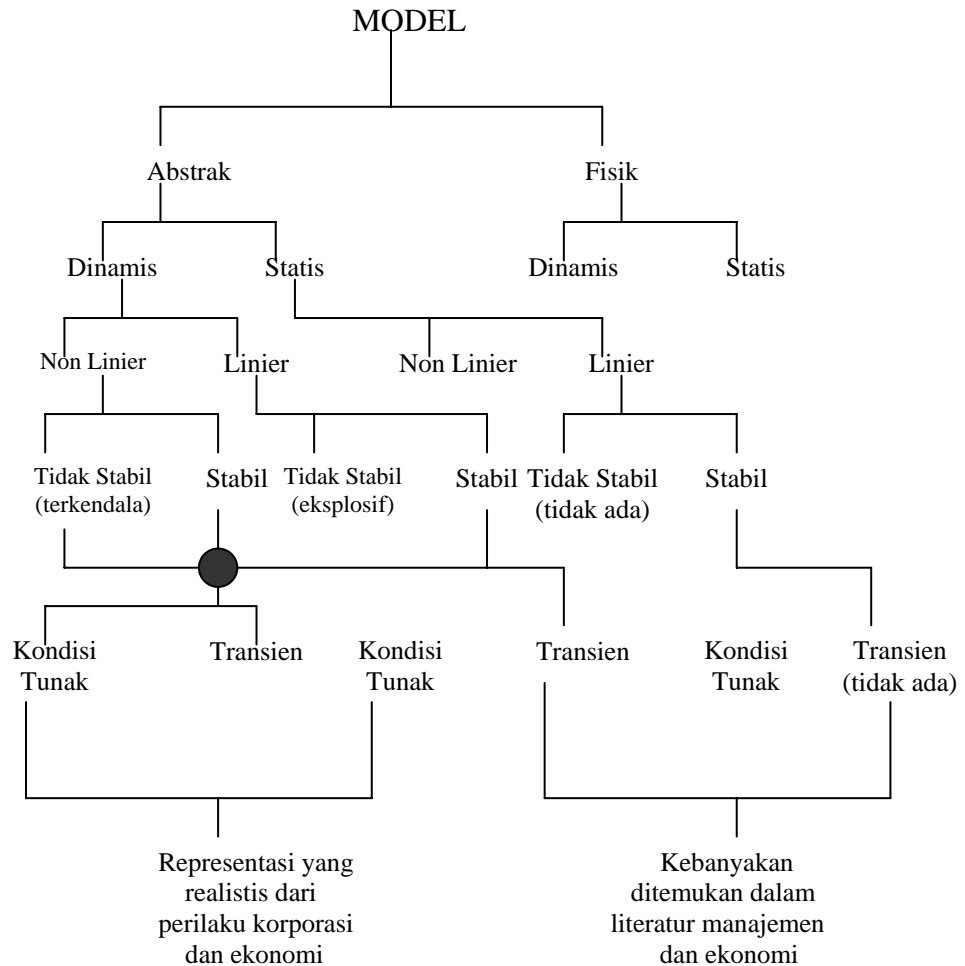 MODEL
Abstrak
Fisik
Dinamis
Statis
Dinamis
Statis
Non Linier
Linier
Non Linier
Linier
Tidak Stabil
(terkendala)
Stabil
Tidak Stabil
(eksplosif)
Stabil
Tidak Stabil
(tidak ada)
Stabil
Kondisi
Tunak
Transien
Kondisi
Tunak
Transien
Kondisi
Tunak
Transien
(tidak ada)
Representasi yang
realistis dari
perilaku korporasi
dan ekonomi
Kebanyakan
ditemukan dalam
literatur manajemen
dan ekonomi